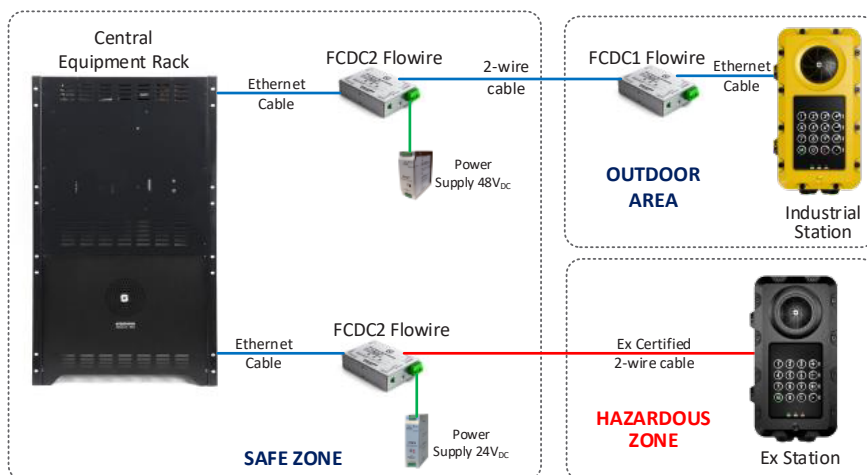 Central
Equipment Rack
Ethernet
Cable
FCDC2 Flowire
2-wire
cable
FCDC1 Flowire
Ethernet
Cable
Power
Supply 48VDC
OUTDOOR
AREA
Industrial
Station
Ethernet
Cable
FCDC2 Flowire
Ex Certified
2-wire cable
Power
Supply 24VDC
SAFE ZONE
HAZARDOUS
ZONE
Ex Station